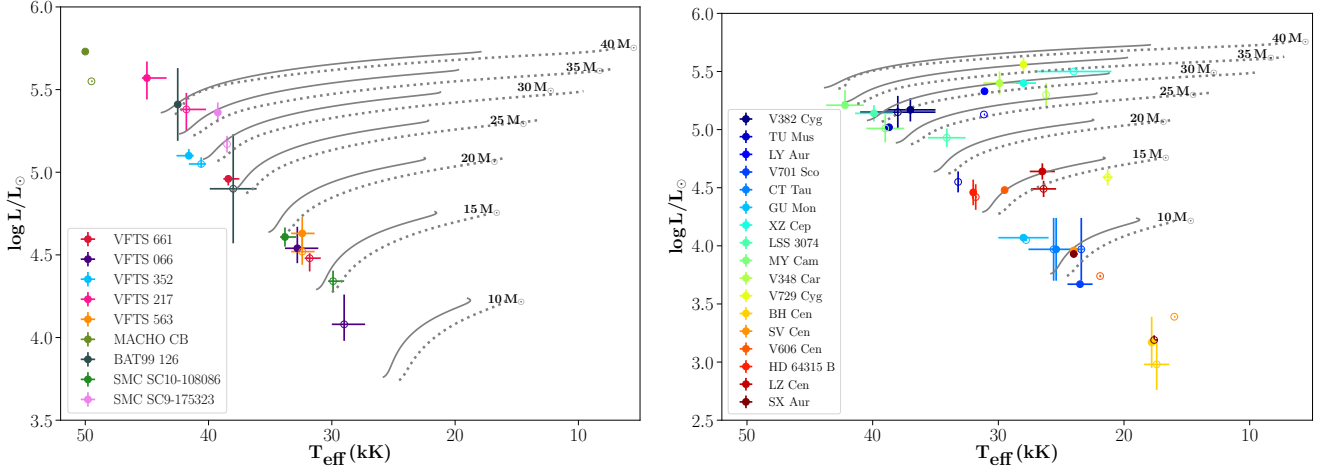 6.0
5.5
5.0
4.5
4.0
3.5
log L/L☉
50
40
30
20
10
T_eff (kK)
40 M☉
35 M☉
30 M☉
25 M☉
20 M☉
15 M☉
10 M☉
VFTS 661
VFTS 066
VFTS 352
VFTS 217
VFTS 563
MACHO CB
BAT99 126
SMC SC10-108086
SMC SC9-175323
6.0
5.5
5.0
4.5
4.0
3.5
3.0
2.5
log L/L☉
50
40
30
20
10
T_eff (kK)
40 M☉
35 M☉
30 M☉
25 M☉
20 M☉
15 M☉
10 M☉
V382 Cyg
TU Mus
LY Aur
V701 Sco
CT Tau
GU Mon
XZ Cep
LSS 3074
MY Cam
V348 Car
V729 Cyg
BH Cen
SV Cen
V606 Cen
HD 64315 B
LZ Cen
SX Aur